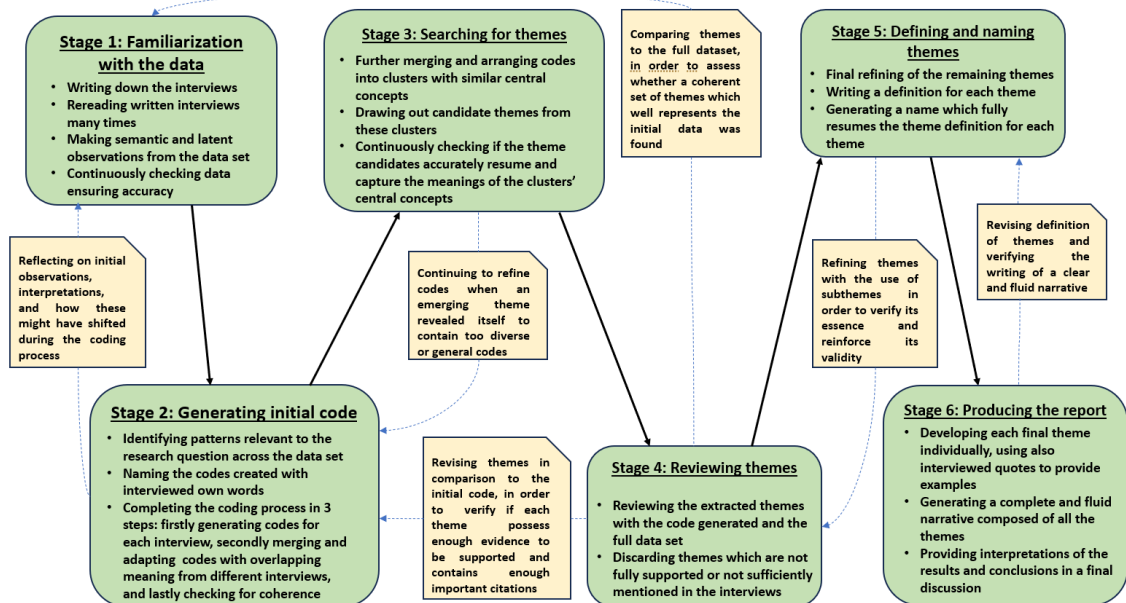 Stage 1: Familiarization
with the data
• Writing down the interviews
• Rereading written interviews
many times
• Making semantic and latent
observations from the data set
• Continuously checking data
ensuring accuracy
Reflecting on initial
observations,
interpretations,
and how these
might have shifted
during the coding
process
Stage 2: Generating initial code
• Identifying patterns relevant to the
research question across the data set
• Naming the codes created with
interviewed own words
• Completing the coding process in 3
steps: firstly generating codes for
each interview, secondly merging and
adapting codes with overlapping
meaning from different interviews,
and lastly checking for coherence
Stage 3: Searching for themes
• Further merging and arranging codes
into clusters with similar central
concepts
• Drawing out candidate themes from
these clusters
• Continuously checking if the theme
candidates accurately resume and
capture the meanings of the clusters’
central concepts
Continuing to refine
codes when an
emerging theme
revealed itself to
contain too diverse
or general codes
Revising themes in
comparison to the
initial code, in order
to verify if each
theme possess
enough evidence to
be supported and
contains enough
important citations
Comparing themes
to the full dataset,
in order to assess
whether a coherent
set of themes which
well represents the
initial data was
found
Stage 4: Reviewing themes
• Reviewing the extracted themes
with the code generated and the
full data set
• Discarding themes which are not
fully supported or not sufficiently
mentioned in the interviews
Stage 5: Defining and naming
themes
• Final refining of the remaining themes
• Writing a definition for each theme
• Generating a name which fully
resumes the theme definition for each
theme
Refining themes
with the use of
subthemes in
order to verify its
essence and
reinforce its
validity
Revising definition
of themes and
verifying the
writing of a clear
and fluid narrative
Stage 6: Producing the report
• Developing each final theme
individually, using also
interviewed quotes to provide
examples
• Generating a complete and fluid
narrative composed of all the
themes
• Providing interpretations of the
results and conclusions in a final
discussion